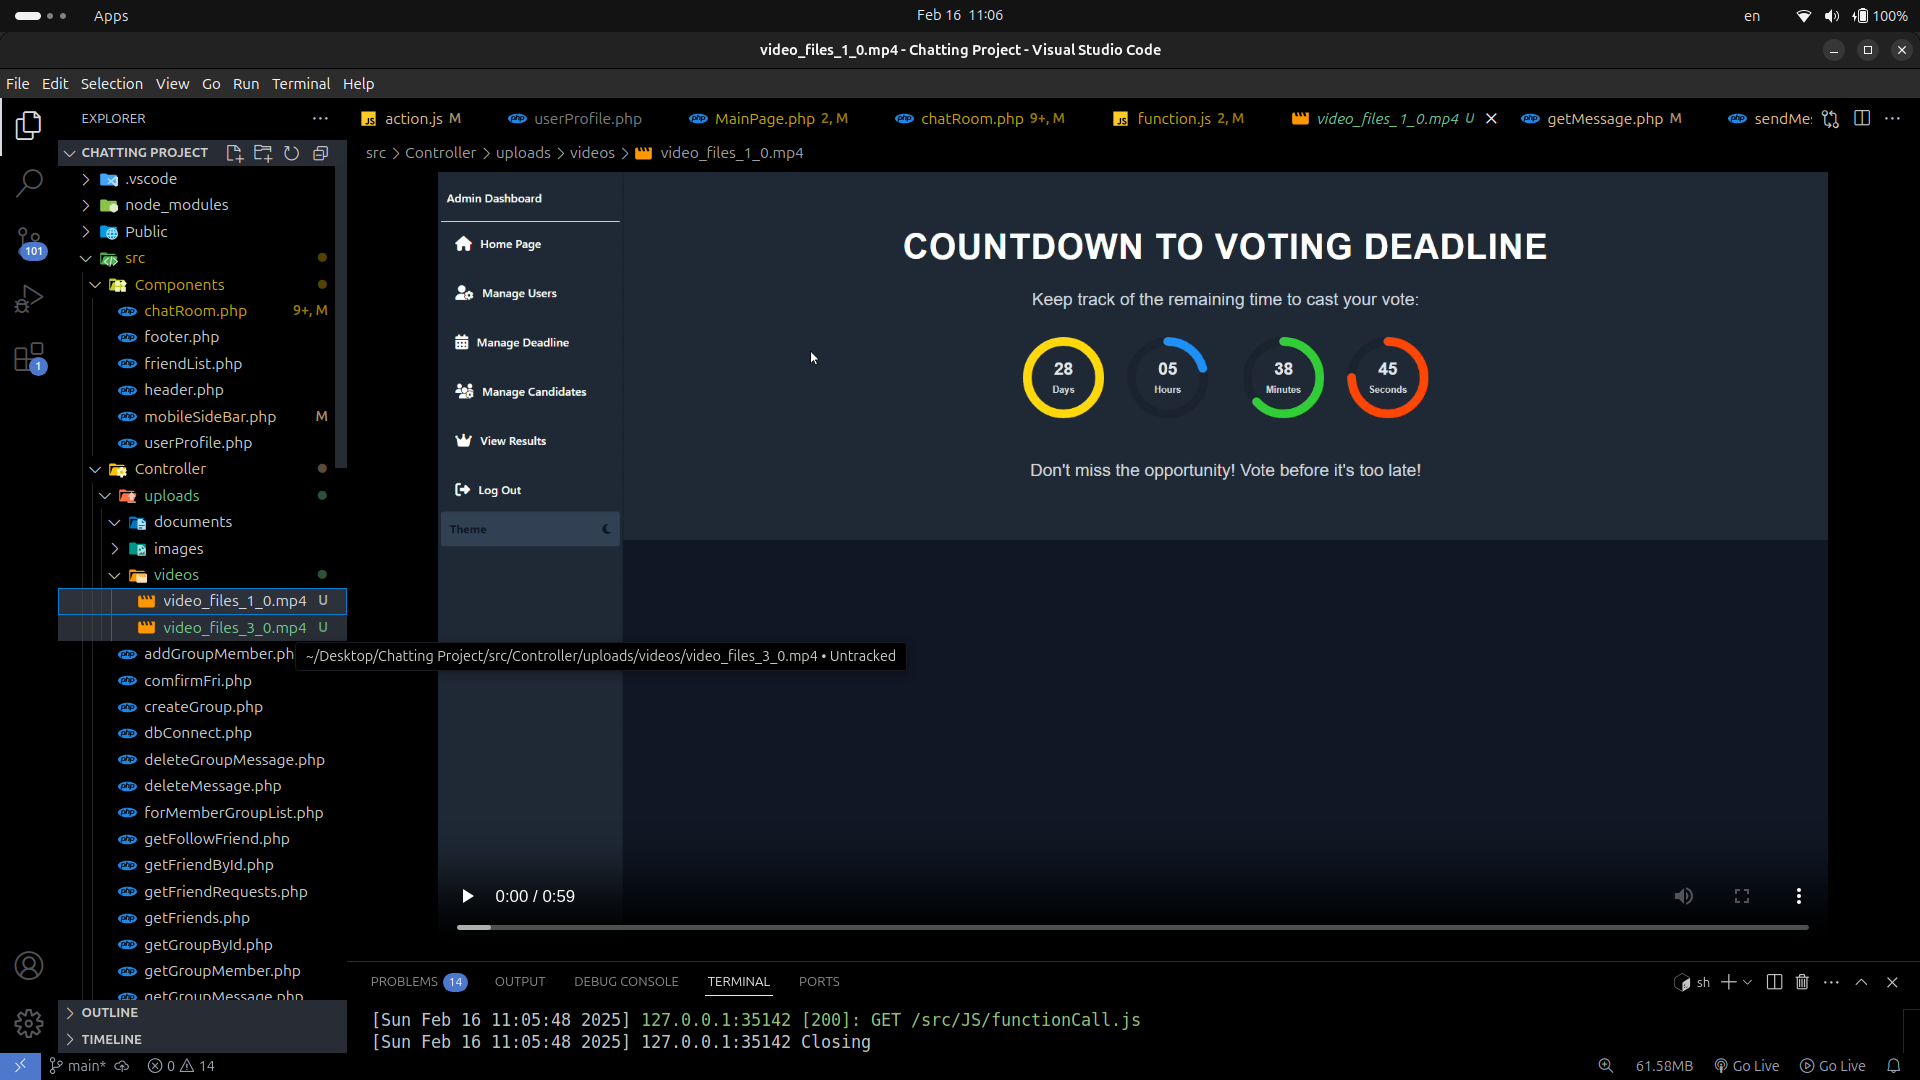 Apps
Feb 16 11:06
en
100%
video_files_1_0.mp4 - Chatting Project - Visual Studio Code
File Edit Selection View Go Run Terminal Help
EXPLORER
action.js M
userProfile.php
MainPage.php 2, M
chatRoom.php 9+, M
function.js 2, M
video_files_1_0.mp4 U
getMessage.php M
sendMes
CHATTING PROJECT
src > Controller > uploads > videos > video_files_1_0.mp4
.vscode
node_modules
Public
101
src
Components
chatRoom.php 9+, M
footer.php
1
friendList.php
header.php
mobileSideBar.php M
userProfile.php
Controller
uploads
documents
images
videos
video_files_1_0.mp4 U
video_files_3_0.mp4 U
addGroupMember.ph
~/Desktop/Chatting Project/src/Controller/uploads/videos/video_files_3_0.mp4 • Untracked
comfirmFri.php
createGroup.php
dbConnect.php
deleteGroupMessage.php
deleteMessage.php
forMemberGroupList.php
getFollowFriend.php
getFriendById.php
getFriendRequests.php
getFriends.php
getGroupById.php
getGroupMember.php
getGroupMessage.php
OUTLINE
TIMELINE
Admin Dashboard
Home Page
Manage Users
Manage Deadline
Manage Candidates
View Results
Log Out
Theme
COUNTDOWN TO VOTING DEADLINE
Keep track of the remaining time to cast your vote:
28 05 38 45
Days Hours Minutes Seconds
Don't miss the opportunity! Vote before it's too late!
0:00 / 0:59
PROBLEMS 14 OUTPUT DEBUG CONSOLE TERMINAL PORTS
sh
[Sun Feb 16 11:05:48 2025] 127.0.0.1:35142 [200]: GET /src/JS/functionCall.js
[Sun Feb 16 11:05:48 2025] 127.0.0.1:35142 Closing
main* 0 14
61.58MB Go Live Go Live